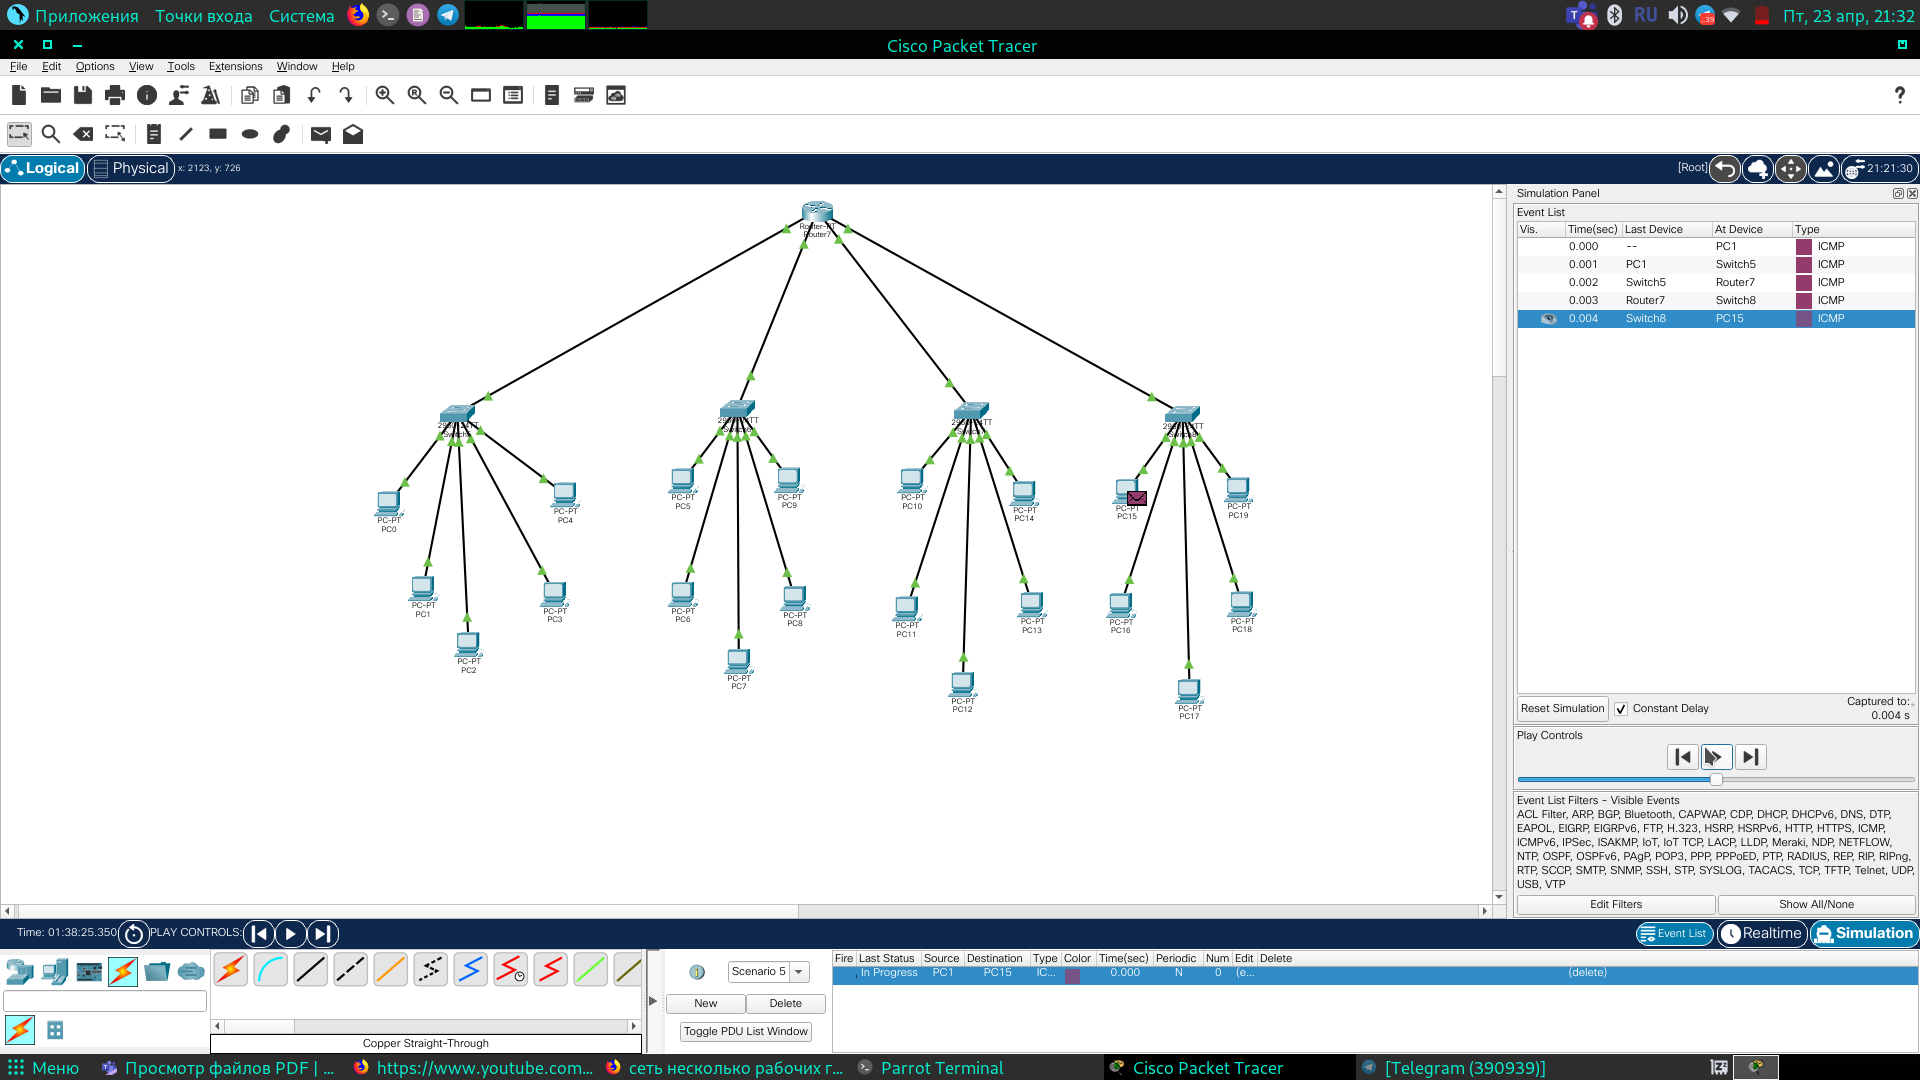 Приложения Точки входа Система RU 39 Пт, 23 апр, 21:32
Cisco Packet Tracer
File Edit Options View Tools Extensions Window Help
Logical Physical x: 2123, y: 726 [Root] 21:21:30
Simulation Panel
Event List
Vis. Time(sec) Last Device At Device Type
0.000 -- PC1 ICMP
0.001 PC1 Switch5 ICMP
0.002 Switch5 Router7 ICMP
0.003 Router7 Switch8 ICMP
0.004 Switch8 PC15 ICMP
Router-PT
Router7
PC-PT
PC0
PC-PT
PC1
PC-PT
PC2
PC-PT
PC3
PC-PT
PC4
PC-PT
PC5
PC-PT
PC6
PC-PT
PC7
PC-PT
PC8
PC-PT
PC9
PC-PT
PC10
PC-PT
PC11
PC-PT
PC12
PC-PT
PC13
PC-PT
PC14
PC-PT
PC15
PC-PT
PC16
PC-PT
PC17
PC-PT
PC18
PC-PT
PC19
Reset Simulation Constant Delay Captured to:
0.004 s
Play Controls
Event List Filters - Visible Events
ACL Filter, ARP, BGP, Bluetooth, CAPWAP, CDP, DHCP, DHCPv6, DNS, DTP,
EAPOL, EIGRP, EIGRPv6, FTP, H.323, HSRP, HSRPv6, HTTP, HTTPS, ICMP,
ICMPv6, IPSec, ISAKMP, IoT, IoT TCP, LACP, LLDP, Meraki, NDP, NETFLOW,
NTP, OSPF, OSPFv6, PAgP, POP3, PPP, PPPoED, PTP, RADIUS, REP, RIP, RIPng,
RTP, SCCP, SMTP, SNMP, SSH, STP, SYSLOG, TACACS, TCP, TFTP, Telnet, UDP,
USB, VTP
Edit Filters Show All/None
Time: 01:38:25.350 PLAY CONTROLS: Event List Realtime Simulation
Scenario 5
New Delete
Toggle PDU List Window
Fire Last Status Source Destination Type Color Time(sec) Periodic Num Edit Delete
In Progress PC1 PC15 IC... 0.000 N 0 (e... (delete)
Copper Straight-Through
Меню Просмотр файлов PDF | ... https://www.youtube.com... сеть несколько рабочих г... Parrot Terminal Cisco Packet Tracer [Telegram (390939)]